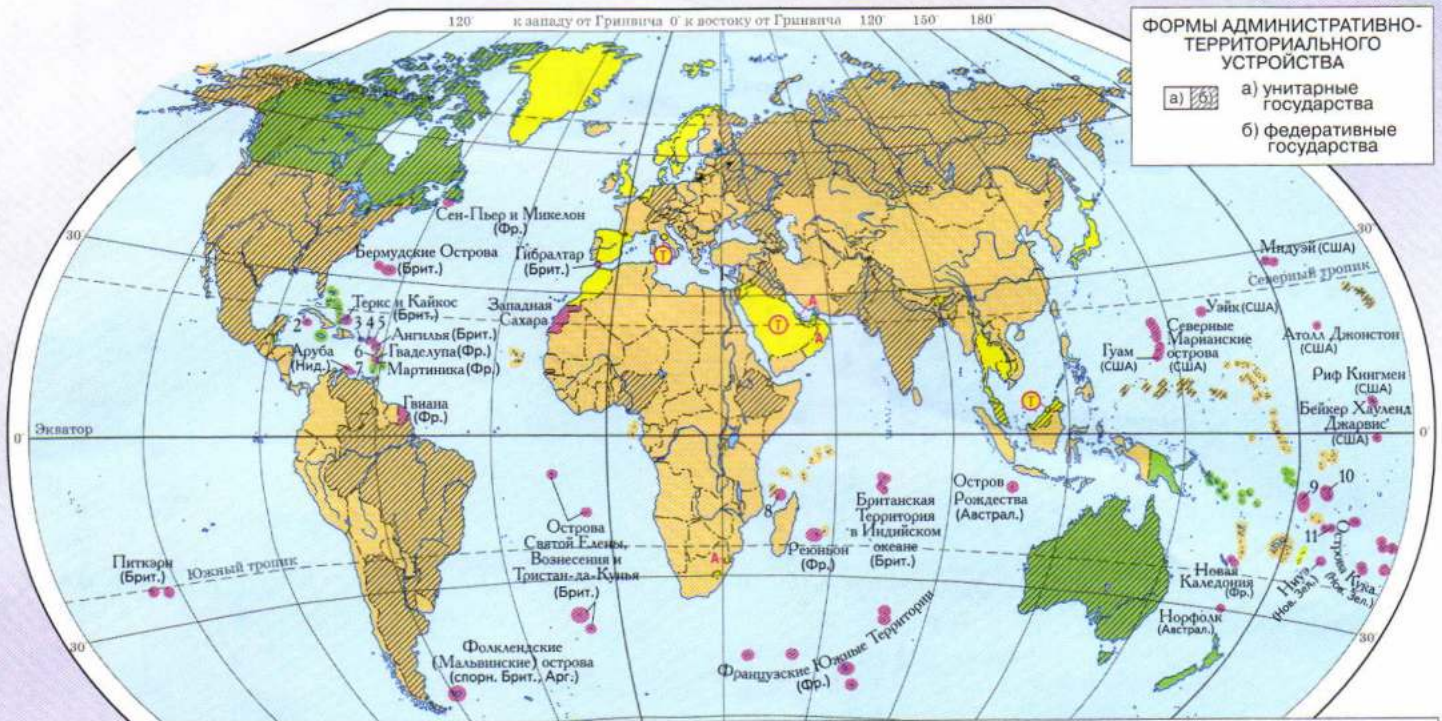 120° к западу от Гринвича 0° к востоку от Гринвича 120° 150° 180°
ФОРМЫ АДМИНИСТРАТИВНО-
ТЕРРИТОРИАЛЬНОГО
УСТРОЙСТВА
а) б)
а) унитарные
государства
б) федеративные
государства
30°
30°
Сен-Пьер и Микелон
(Фр.)
Бермудские Острова
(Брит.)
Гибралтар
(Брит.)
Т
Мидуэй (США)
Северный тропик
Теркс и Кайкос
(Брит.)
2
3 4 5
Западная
Сахара
А
Т
А
Уэйк (США)
Ангилья (Брит.)
6
Гваделупа (Фр.)
Аруба
(Нид.)
7
Мартиника (Фр.)
Гуам
(США)
Северные
Марианские
острова
(США)
Атолл Джонстон
(США)
Риф Кингмен
(США)
Т
Гвиана
(Фр.)
Бейкер Хауленд
Джарвис
(США)
0°
Экватор
0°
8
9
10
11
Острова
Святой Елены,
Вознесения и
Тристан-да-Кунья
(Брит.)
Британская
Территория
в Индийском
океане
(Брит.)
Остров
Рождества
(Австрал.)
Реюньон
(Фр.)
А
Питкэрн
(Брит.)
Южный тропик
Новая
Каледония
(Фр.)
Ниуэ
(Нов. Зел.)
Острова Кука
(Нов. Зел.)
Норфолк
(Австрал.)
30
30°
Фолклендские
(Мальвинские) острова
(спорн. Брит., Арг.)
Французские Южные Территории
(Фр.)